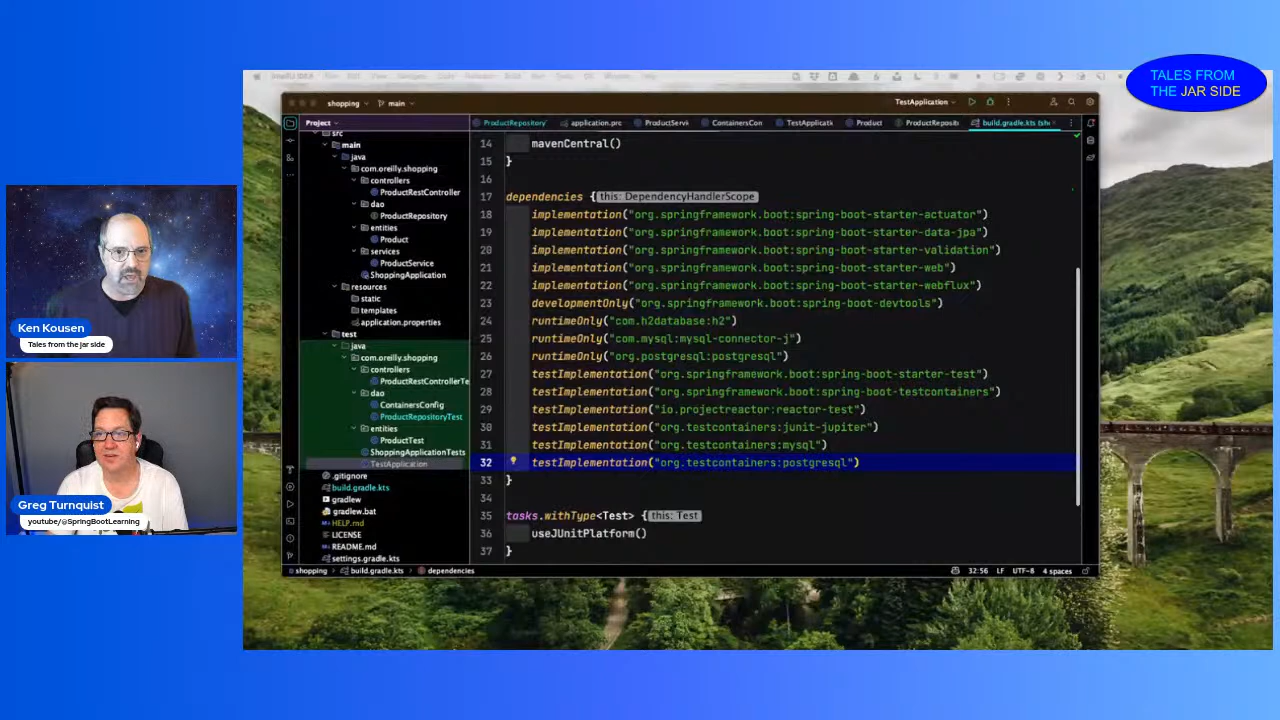 TALES FROM
THE JAR SIDE
shopping
main
TestApplication
Project
ProductRepository
application.prc
ProductServi
ContainersCon
TestApplicatic
Product
ProductReposito
build.gradle.kts
src
main
java
com.oreilly.shopping
controllers
ProductRestController
dao
ProductRepository
entities
Product
services
ProductService
ShoppingApplication
resources
static
templates
application.properties
test
java
com.oreilly.shopping
controllers
ProductRestControllerTe
dao
ContainersConfig
ProductRepositoryTest
entities
ProductTest
ShoppingApplicationTests
TestApplication
.gitignore
build.gradle.kts
gradlew
gradlew.bat
HELP.md
LICENSE
README.md
settings.gradle.kts
14 mavenCentral()
15 }
16
17 dependencies { this: DependencyHandlerScope
18 implementation("org.springframework.boot:spring-boot-starter-actuator")
19 implementation("org.springframework.boot:spring-boot-starter-data-jpa")
20 implementation("org.springframework.boot:spring-boot-starter-validation")
21 implementation("org.springframework.boot:spring-boot-starter-web")
22 implementation("org.springframework.boot:spring-boot-starter-webflux")
23 developmentOnly("org.springframework.boot:spring-boot-devtools")
24 runtimeOnly("com.h2database:h2")
25 runtimeOnly("com.mysql:mysql-connector-j")
26 runtimeOnly("org.postgresql:postgresql")
27 testImplementation("org.springframework.boot:spring-boot-starter-test")
28 testImplementation("org.springframework.boot:spring-boot-testcontainers")
29 testImplementation("io.projectreactor:reactor-test")
30 testImplementation("org.testcontainers:junit-jupiter")
31 testImplementation("org.testcontainers:mysql")
32 testImplementation("org.testcontainers:postgresql")
33 }
34
35 tasks.withType<Test> { this: Test
36 useJUnitPlatform()
37 }
shopping
build.gradle.kts
dependencies
32:56
LF
UTF-8
4 spaces
Ken Kousen
Tales from the jar side
Greg Turnquist
youtube/@SpringBootLearning